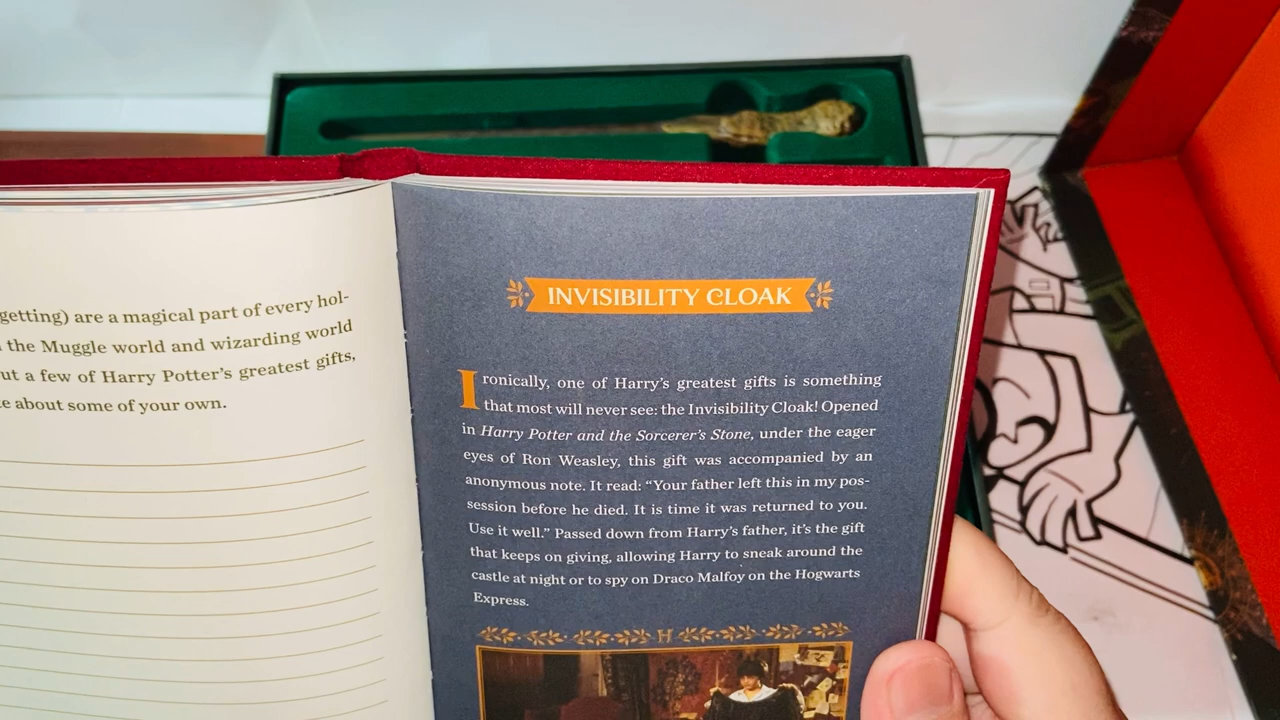 getting) are a magical part of every hol-
the Muggle world and wizarding world
ut a few of Harry Potter's greatest gifts,
e about some of your own.
INVISIBILITY CLOAK
Ironically, one of Harry's greatest gifts is something
that most will never see: the Invisibility Cloak! Opened
in Harry Potter and the Sorcerer's Stone, under the eager
eyes of Ron Weasley, this gift was accompanied by an
anonymous note. It read: “Your father left this in my pos-
session before he died. It is time it was returned to you.
Use it well.” Passed down from Harry's father, it's the gift
that keeps on giving, allowing Harry to sneak around the
castle at night or to spy on Draco Malfoy on the Hogwarts
Express.
H